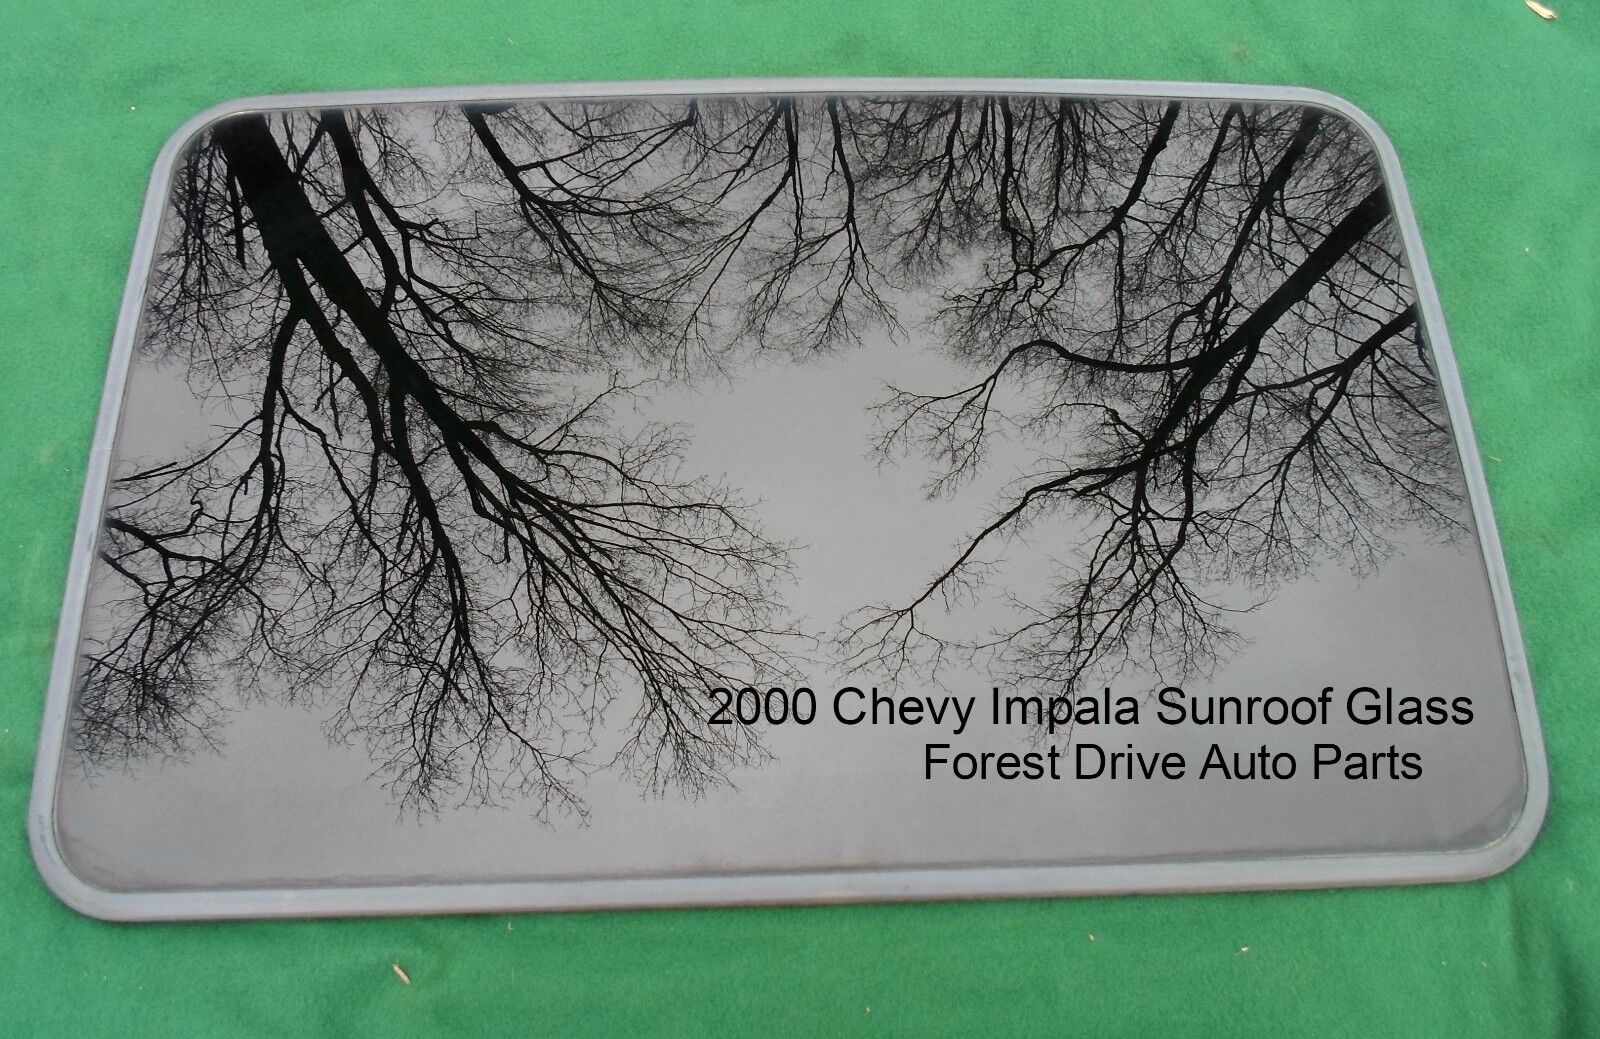 2000 Chevy Impala Sunroof Glass
Forest Drive Auto Parts